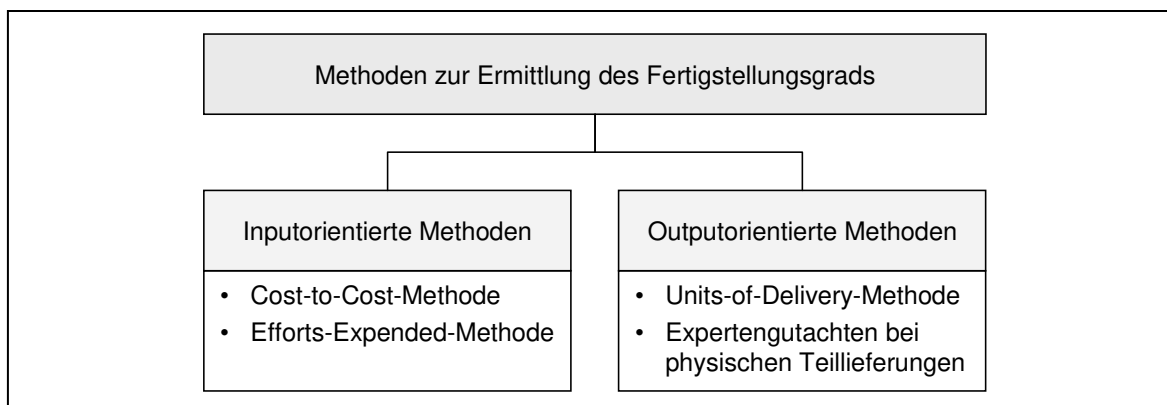 Methoden zur Ermittlung des Fertigstellungsgrads
Inputorientierte Methoden
• Cost-to-Cost-Methode
• Efforts-Expended-Methode
Outputorientierte Methoden
• Units-of-Delivery-Methode
• Expertengutachten bei
physischen Teillieferungen